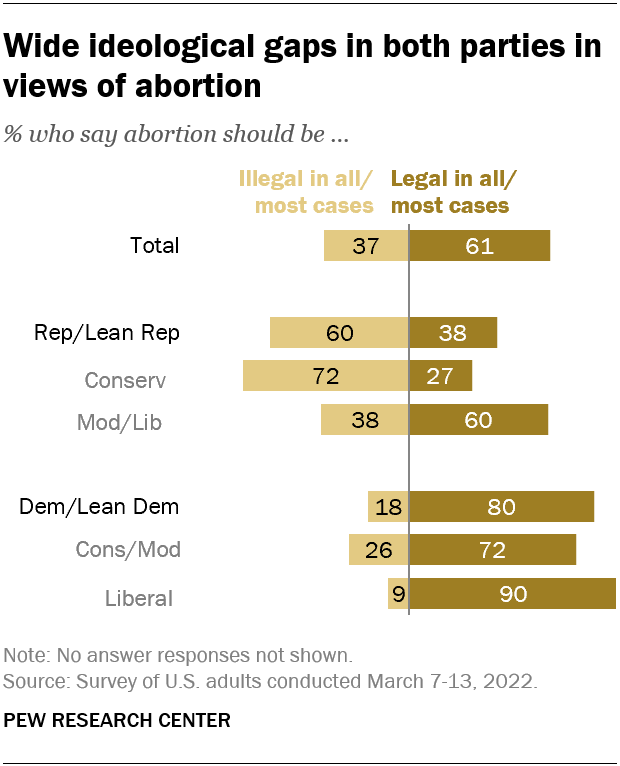 Wide ideological gaps in both parties in
views of abortion
% who say abortion should be ...
Illegal in all/ Legal in all/
most cases most cases
Total 37 61
Rep/Lean Rep 60 38
Conserv 72 27
Mod/Lib 38 60
Dem/Lean Dem 18 80
Cons/Mod 26 72
Liberal 9 90
Note: No answer responses not shown.
Source: Survey of U.S. adults conducted March 7-13, 2022.
PEW RESEARCH CENTER